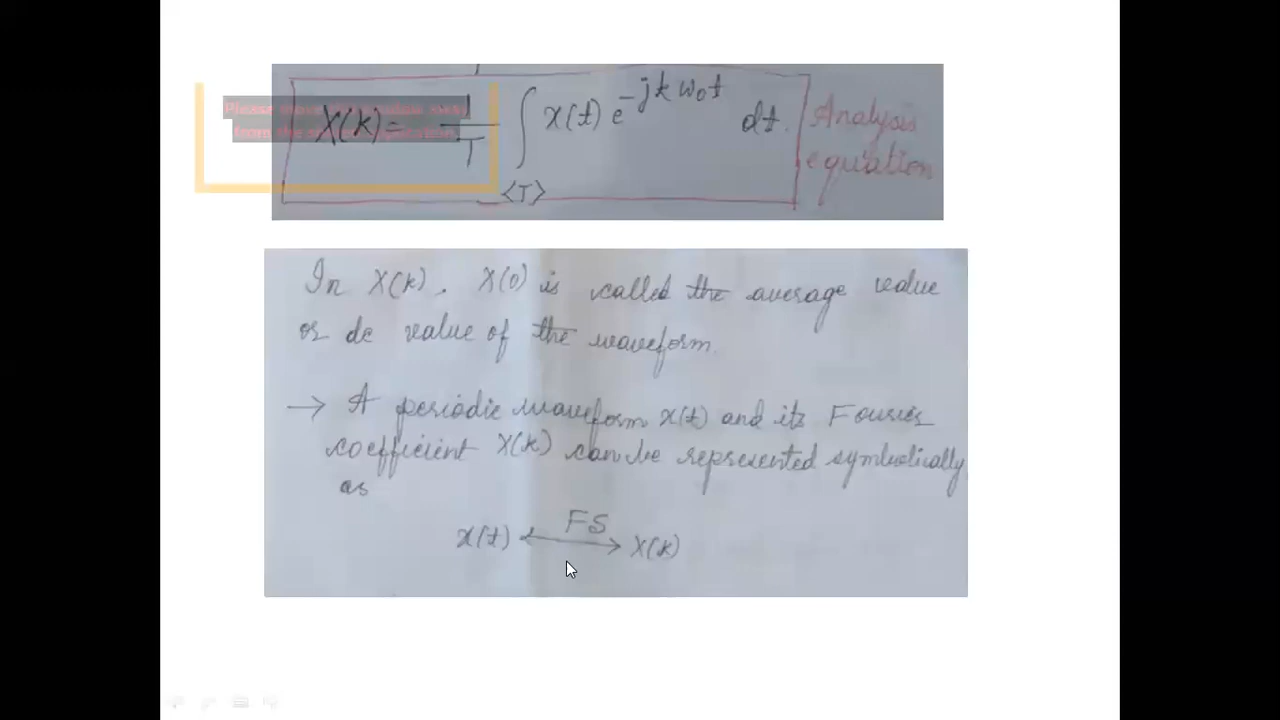 X(k) = 1/T ∫<T> x(t) e^-jkω₀t dt. Analysis
equation
In X(k), X(0) is called the average value
or dc value of the waveform.
→ A periodic waveform x(t) and its Fourier
coefficient X(k) can be represented symbolically
as
x(t) ←FS→ X(k)